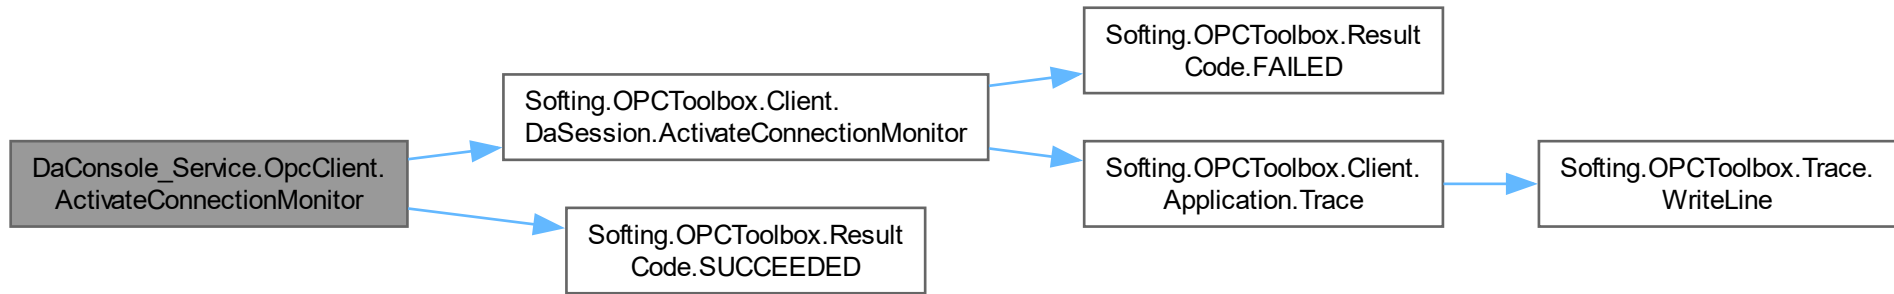 DaConsole_Service.OpcClient.
ActivateConnectionMonitor
Softing.OPCToolbox.Client.
DaSession.ActivateConnectionMonitor
Softing.OPCToolbox.Result
Code.FAILED
Softing.OPCToolbox.Client.
Application.Trace
Softing.OPCToolbox.Trace.
WriteLine
Softing.OPCToolbox.Result
Code.SUCCEEDED